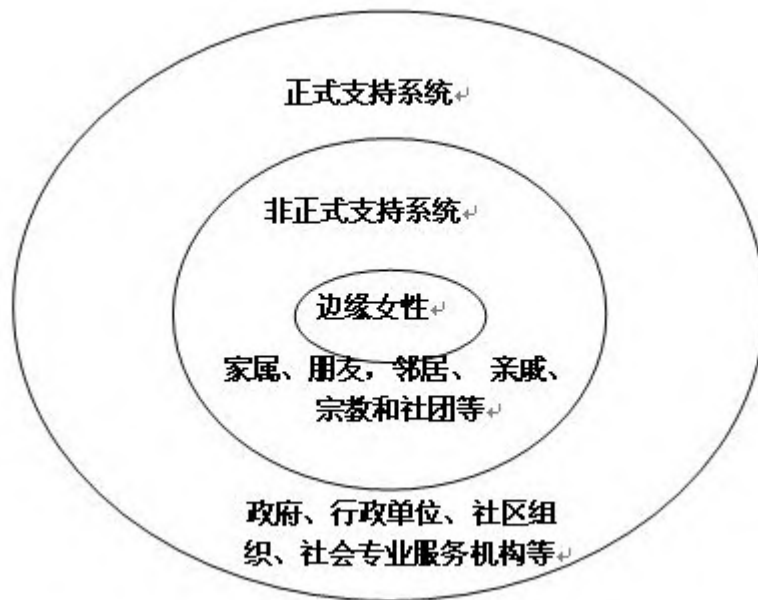 正式支持系统
非正式支持系统
边缘女性
家属、朋友，邻居、 亲戚、
宗教和社团等
政府、行政单位、社区组
织、社会专业服务机构等